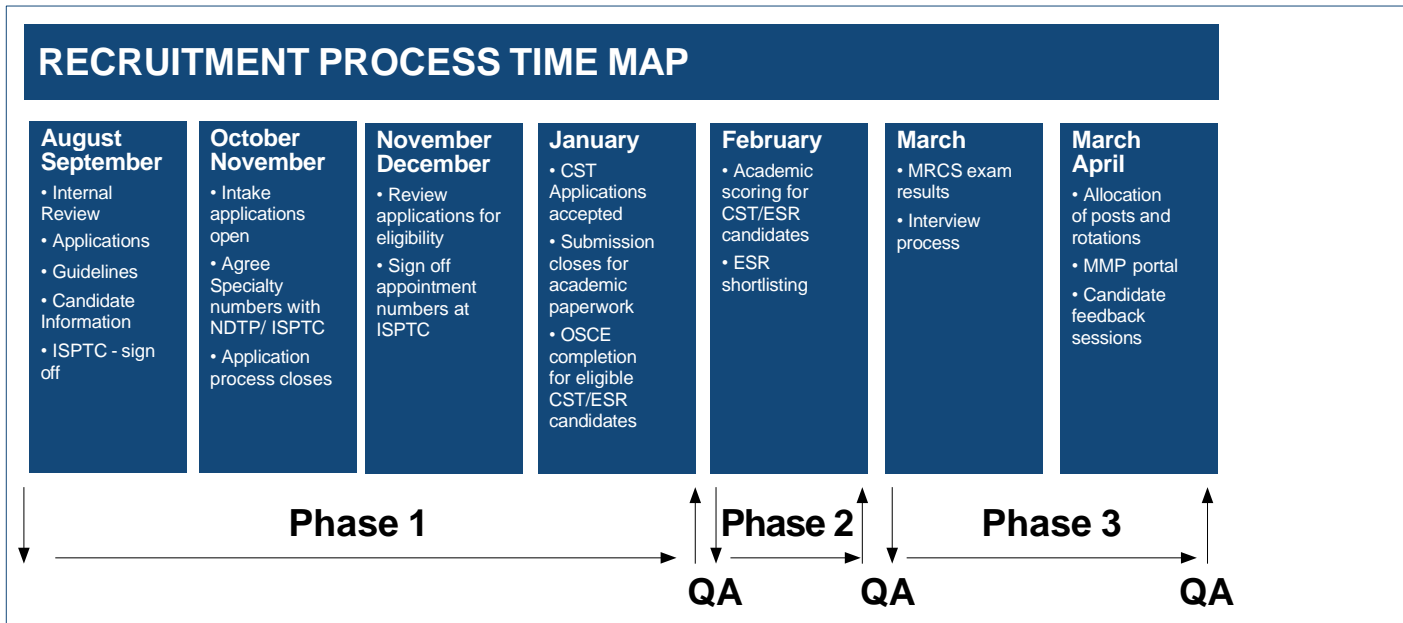 RECRUITMENT PROCESS TIME MAP
August
September
• Internal
Review
• Applications
• Guidelines
• Candidate
Information
• ISPTC - sign
off
October
November
• Intake
applications
open
• Agree
Specialty
numbers with
NDTP/ ISPTC
• Application
process closes
November
December
• Review
applications for
eligibility
• Sign off
appointment
numbers at
ISPTC
January
• CST
Applications
accepted
• Submission
closes for
academic
paperwork
• OSCE
completion
for eligible
CST/ESR
candidates
February
• Academic
scoring for
CST/ESR
candidates
• ESR
shortlisting
March
• MRCS exam
results
• Interview
process
March
April
• Allocation
of posts and
rotations
• MMP portal
• Candidate
feedback
sessions
Phase 1
Phase 2
Phase 3
QA
QA
QA